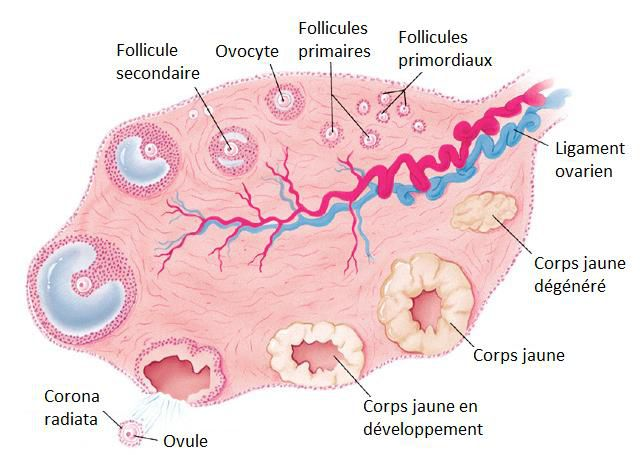 Follicules
primaires
Follicules
primordiaux
Follicule
secondaire
Ovocyte
Ligament
ovarien
Corps jaune
dégénéré
Corps jaune
Corps jaune en
développement
Corona
radiata
Ovule